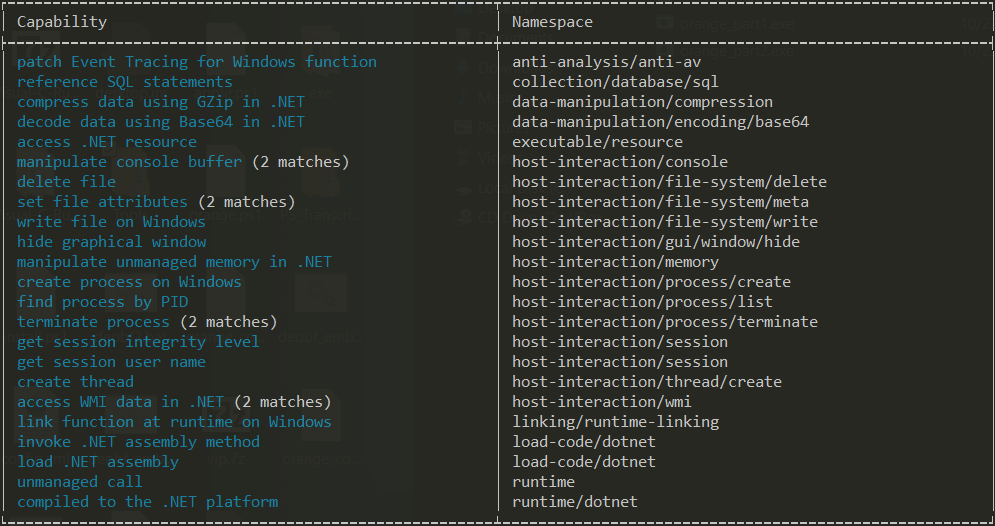 Capability Namespace
patch Event Tracing for Windows function anti-analysis/anti-av
reference SQL statements collection/database/sql
compress data using GZip in .NET data-manipulation/compression
decode data using Base64 in .NET data-manipulation/encoding/base64
access .NET resource executable/resource
manipulate console buffer (2 matches) host-interaction/console
delete file host-interaction/file-system/delete
set file attributes (2 matches) host-interaction/file-system/meta
write file on Windows host-interaction/file-system/write
hide graphical window host-interaction/gui/window/hide
manipulate unmanaged memory in .NET host-interaction/memory
create process on Windows host-interaction/process/create
find process by PID host-interaction/process/list
terminate process (2 matches) host-interaction/process/terminate
get session integrity level host-interaction/session
get session user name host-interaction/session
create thread host-interaction/thread/create
access WMI data in .NET (2 matches) host-interaction/wmi
link function at runtime on Windows linking/runtime-linking
invoke .NET assembly method load-code/dotnet
load .NET assembly load-code/dotnet
unmanaged call runtime
compiled to the .NET platform runtime/dotnet